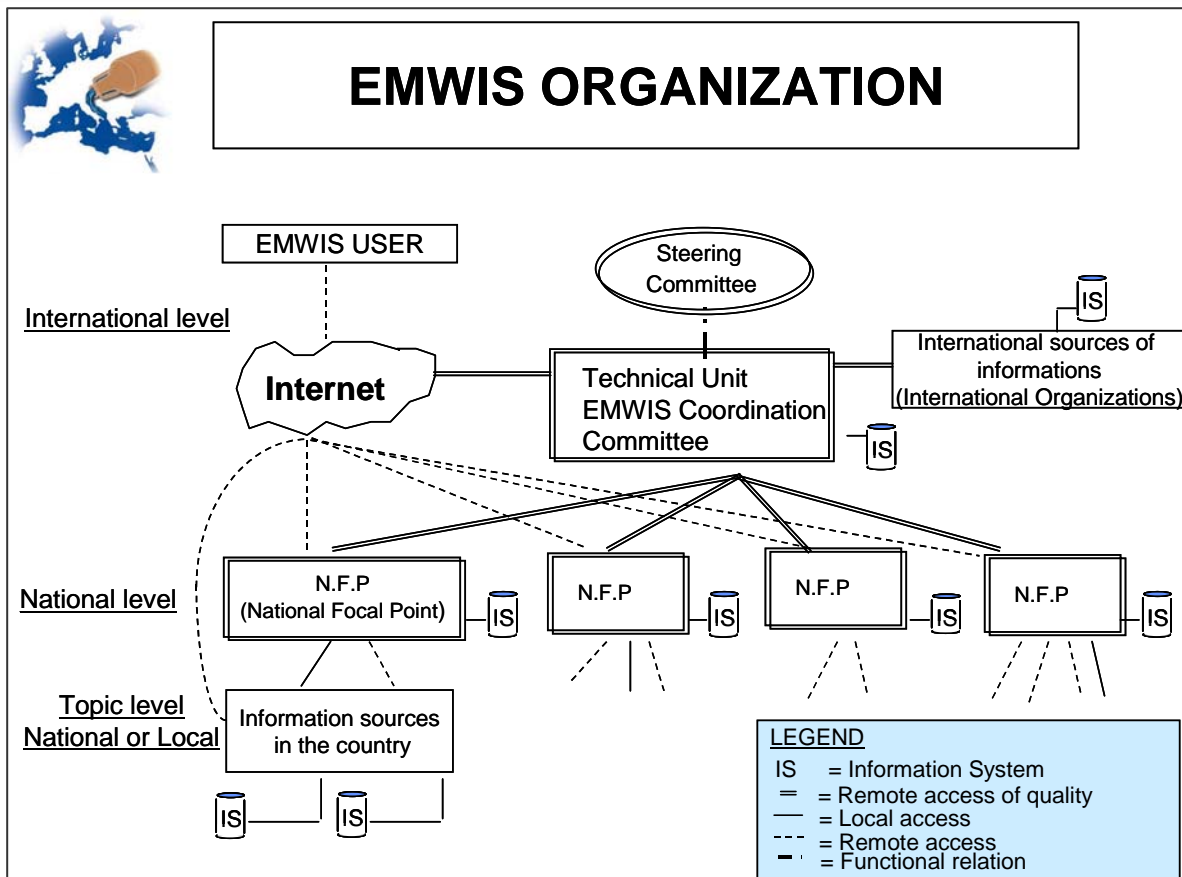 EMWIS ORGANIZATION
EMWIS USER
Steering
Committee
IS
International level
International sources of
informations
(International Organizations)
Internet
Technical Unit
EMWIS Coordination
Committee
IS
National level
N.F.P
(National Focal Point)
IS
N.F.P
IS
N.F.P
IS
N.F.P
IS
Topic level
National or Local
Information sources
in the country
IS
IS
LEGEND
IS = Information System
= Remote access of quality
= Local access
= Remote access
= Functional relation